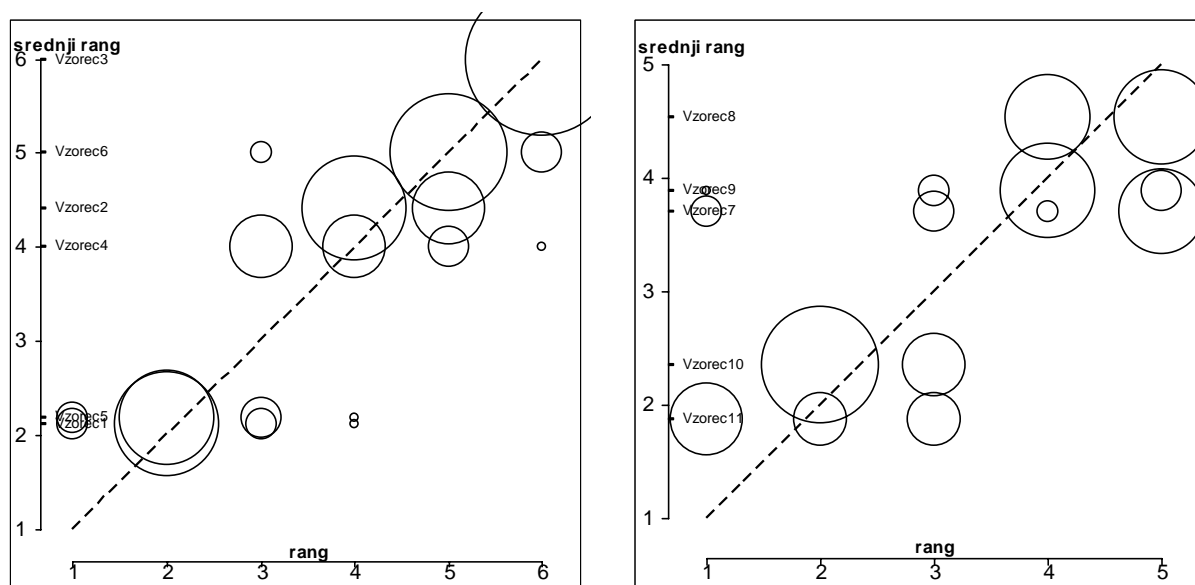 srednji rang
6
Vzorec3
5
Vzorec6
Vzorec2
4
Vzorec4
3
Vzorec5
Vzorec1
2
1
rang
1 2 3 4 5 6
srednji rang
5
Vzorec8
4
Vzorec9
Vzorec7
3
Vzorec10
2
Vzorec11
1
rang
1 2 3 4 5